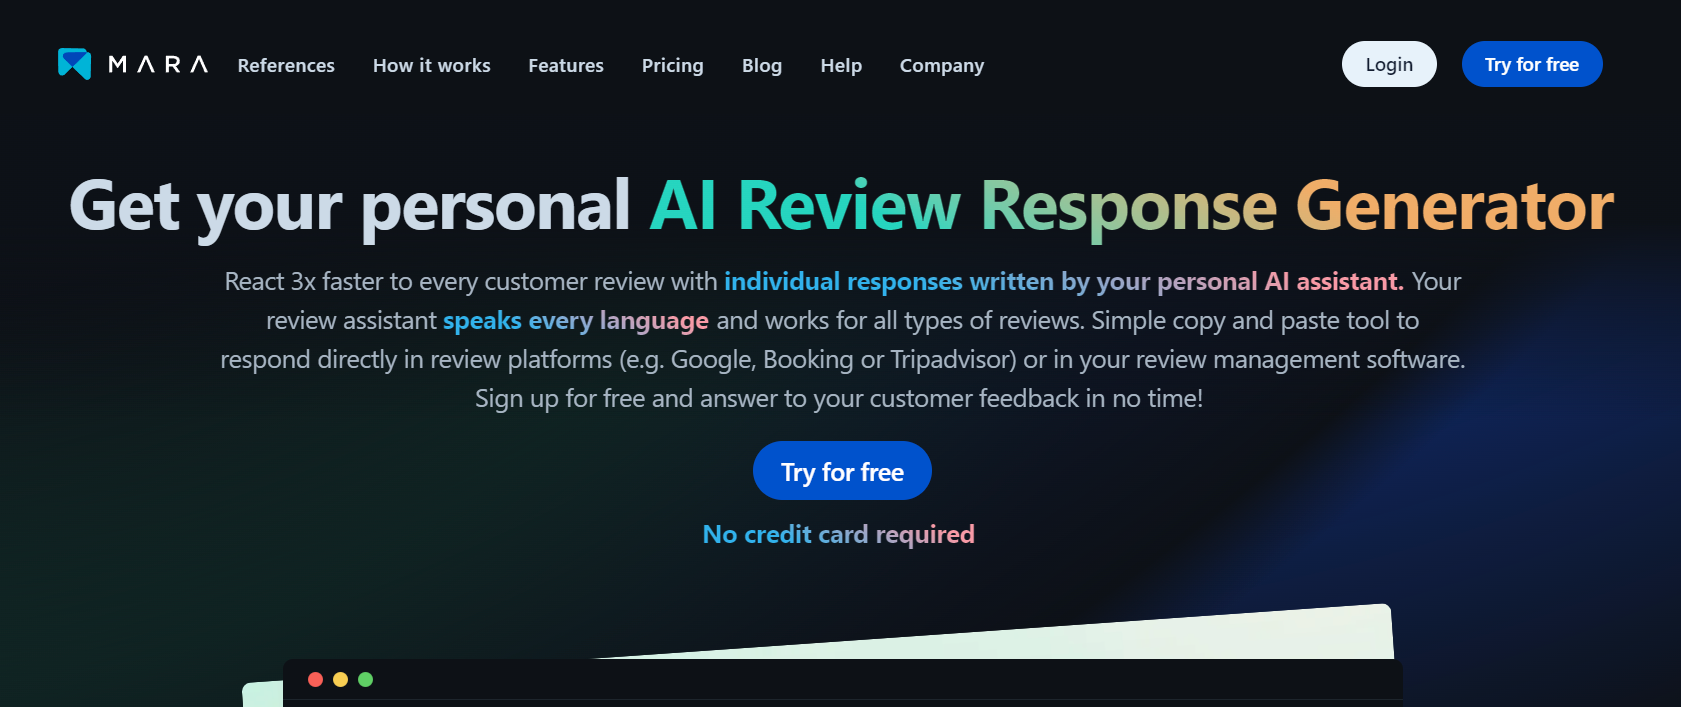 MARA References How it works Features Pricing Blog Help Company Login Try for free
Get your personal AI Review Response Generator
React 3x faster to every customer review with individual responses written by your personal AI assistant. Your
review assistant speaks every language and works for all types of reviews. Simple copy and paste tool to
respond directly in review platforms (e.g. Google, Booking or Tripadvisor) or in your review management software.
Sign up for free and answer to your customer feedback in no time!
Try for free
No credit card required